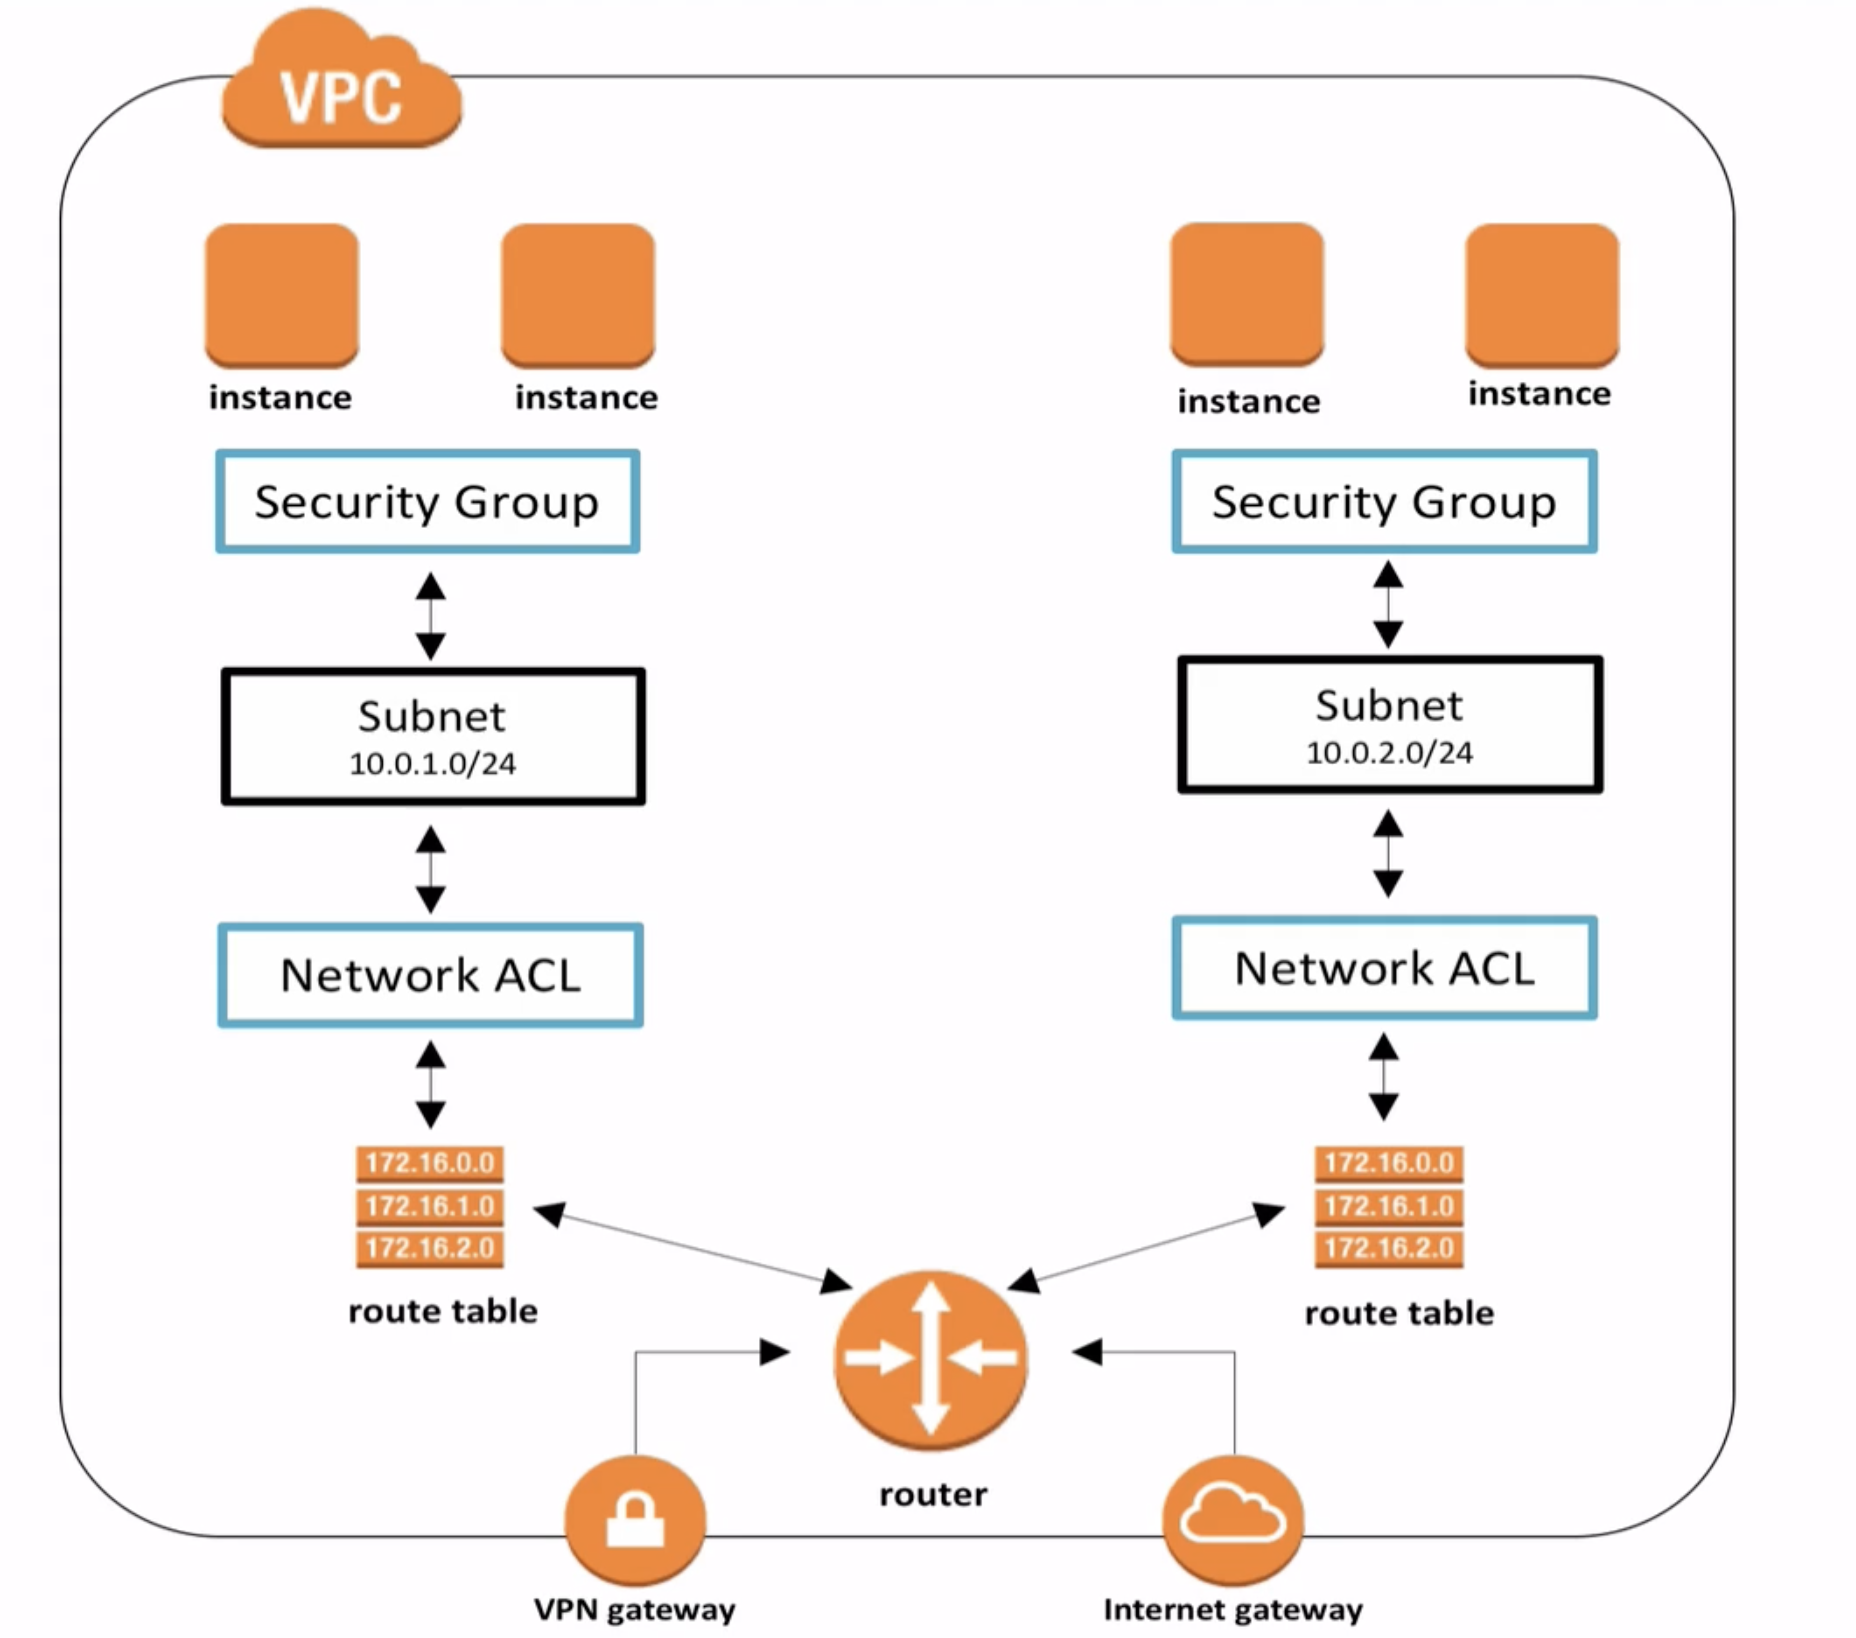 VPC
instance
instance
instance
instance
Security Group
Security Group
Subnet
10.0.1.0/24
Subnet
10.0.2.0/24
Network ACL
Network ACL
172.16.0.0
172.16.1.0
172.16.2.0
route table
172.16.0.0
172.16.1.0
172.16.2.0
route table
router
VPN gateway
Internet gateway